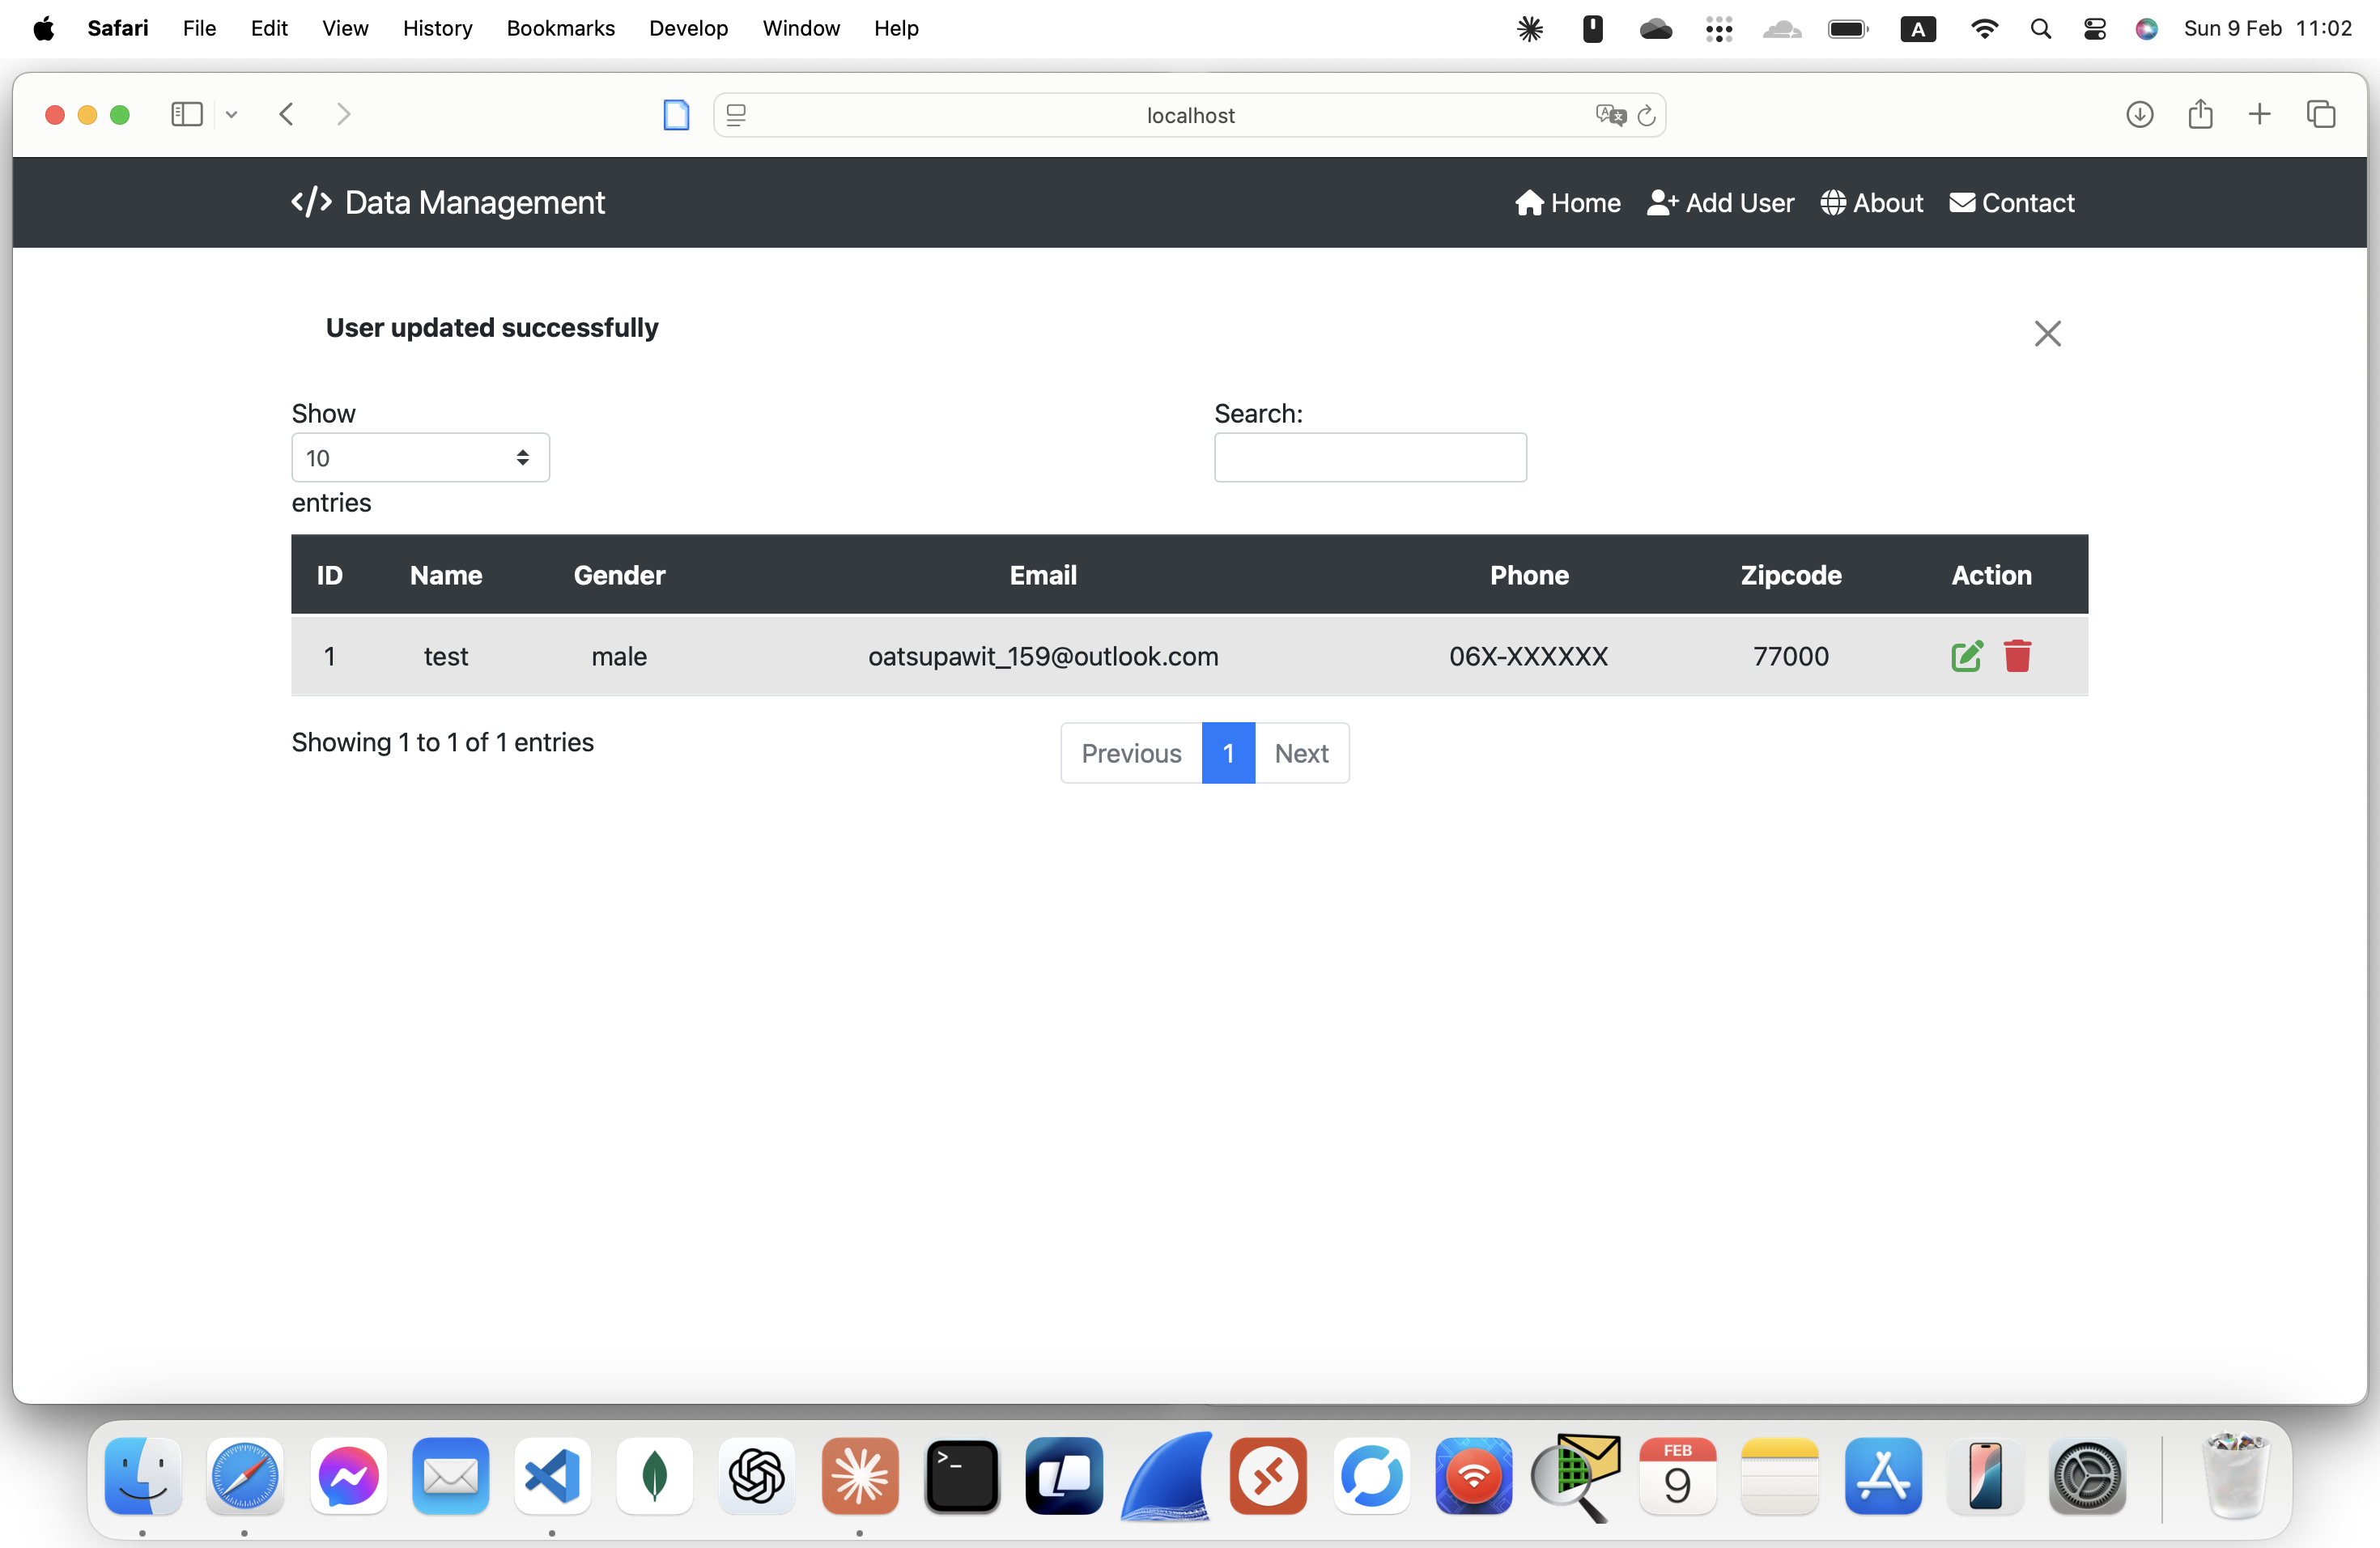 Safari File Edit View History Bookmarks Develop Window Help A Sun 9 Feb 11:02
localhost
</> Data Management Home Add User About Contact
User updated successfully
Show Search:
10
entries
ID Name Gender Email Phone Zipcode Action
1 test male oatsupawit_159@outlook.com 06X-XXXXXX 77000
Showing 1 to 1 of 1 entries Previous 1 Next
>_ FEB
9